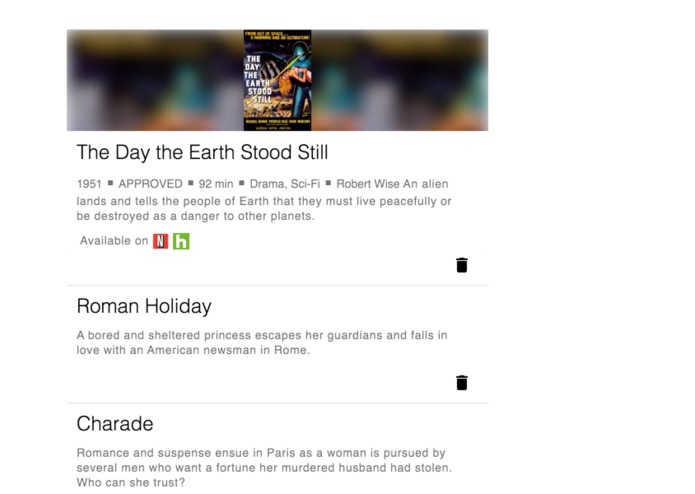 FROM OUT OF SPACE....
A WARNING AND AN ULTIMATUM!
THE
DAY
THE
EARTH
STOOD
STILL
The Day the Earth Stood Still
1951 ■ APPROVED ■ 92 min ■ Drama, Sci-Fi ■ Robert Wise An alien
lands and tells the people of Earth that they must live peacefully or
be destroyed as a danger to other planets.
Available on N h
Roman Holiday
A bored and sheltered princess escapes her guardians and falls in
love with an American newsman in Rome.
Charade
Romance and suspense ensue in Paris as a woman is pursued by
several men who want a fortune her murdered husband had stolen.
Who can she trust?